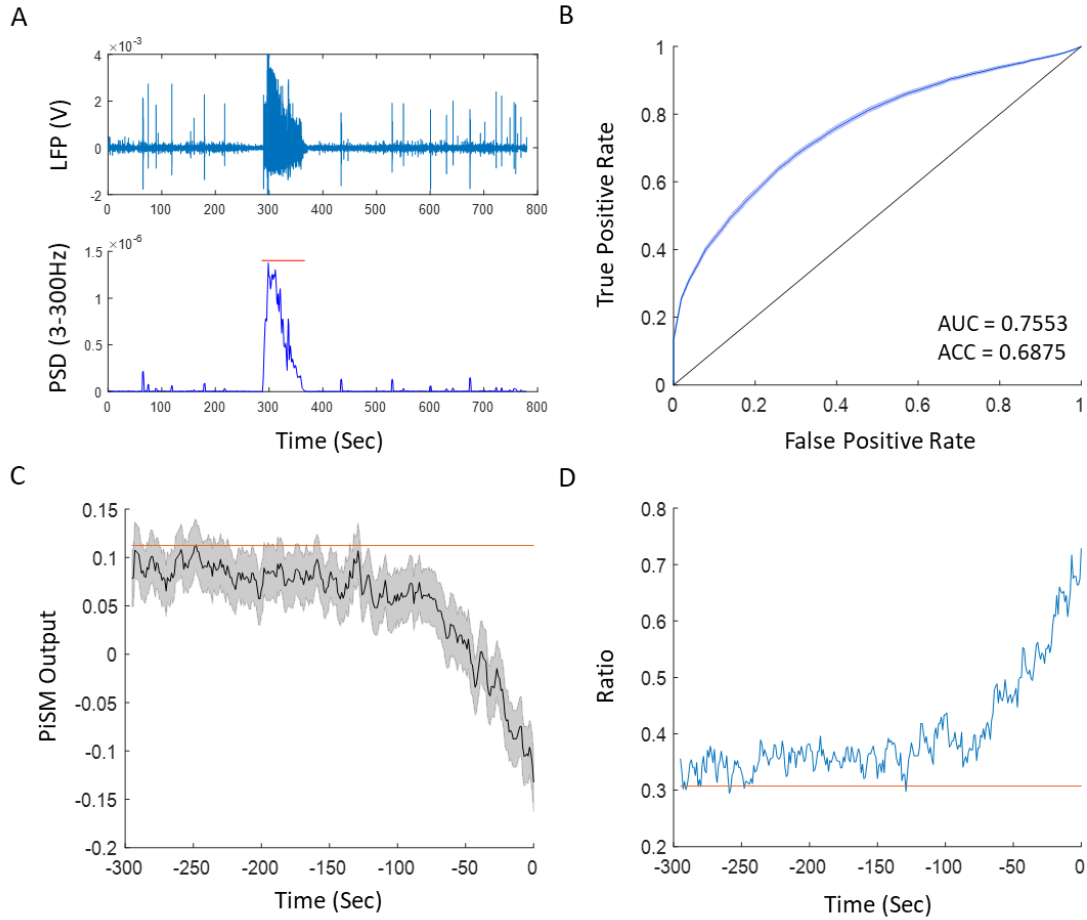 A
×10⁻³
4
2
0
-2
LFP (V)
0 100 200 300 400 500 600 700 800
×10⁻⁶
1.5
1
0.5
0
PSD (3-300Hz)
0 100 200 300 400 500 600 700 800
Time (Sec)
B
1
0.8
0.6
0.4
0.2
0
True Positive Rate
AUC = 0.7553
ACC = 0.6875
0 0.2 0.4 0.6 0.8 1
False Positive Rate
C
0.15
0.1
0.05
0
-0.05
-0.1
-0.15
-0.2
PiSM Output
-300 -250 -200 -150 -100 -50 0
Time (Sec)
D
0.8
0.7
0.6
0.5
0.4
0.3
0.2
Ratio
-300 -250 -200 -150 -100 -50 0
Time (Sec)